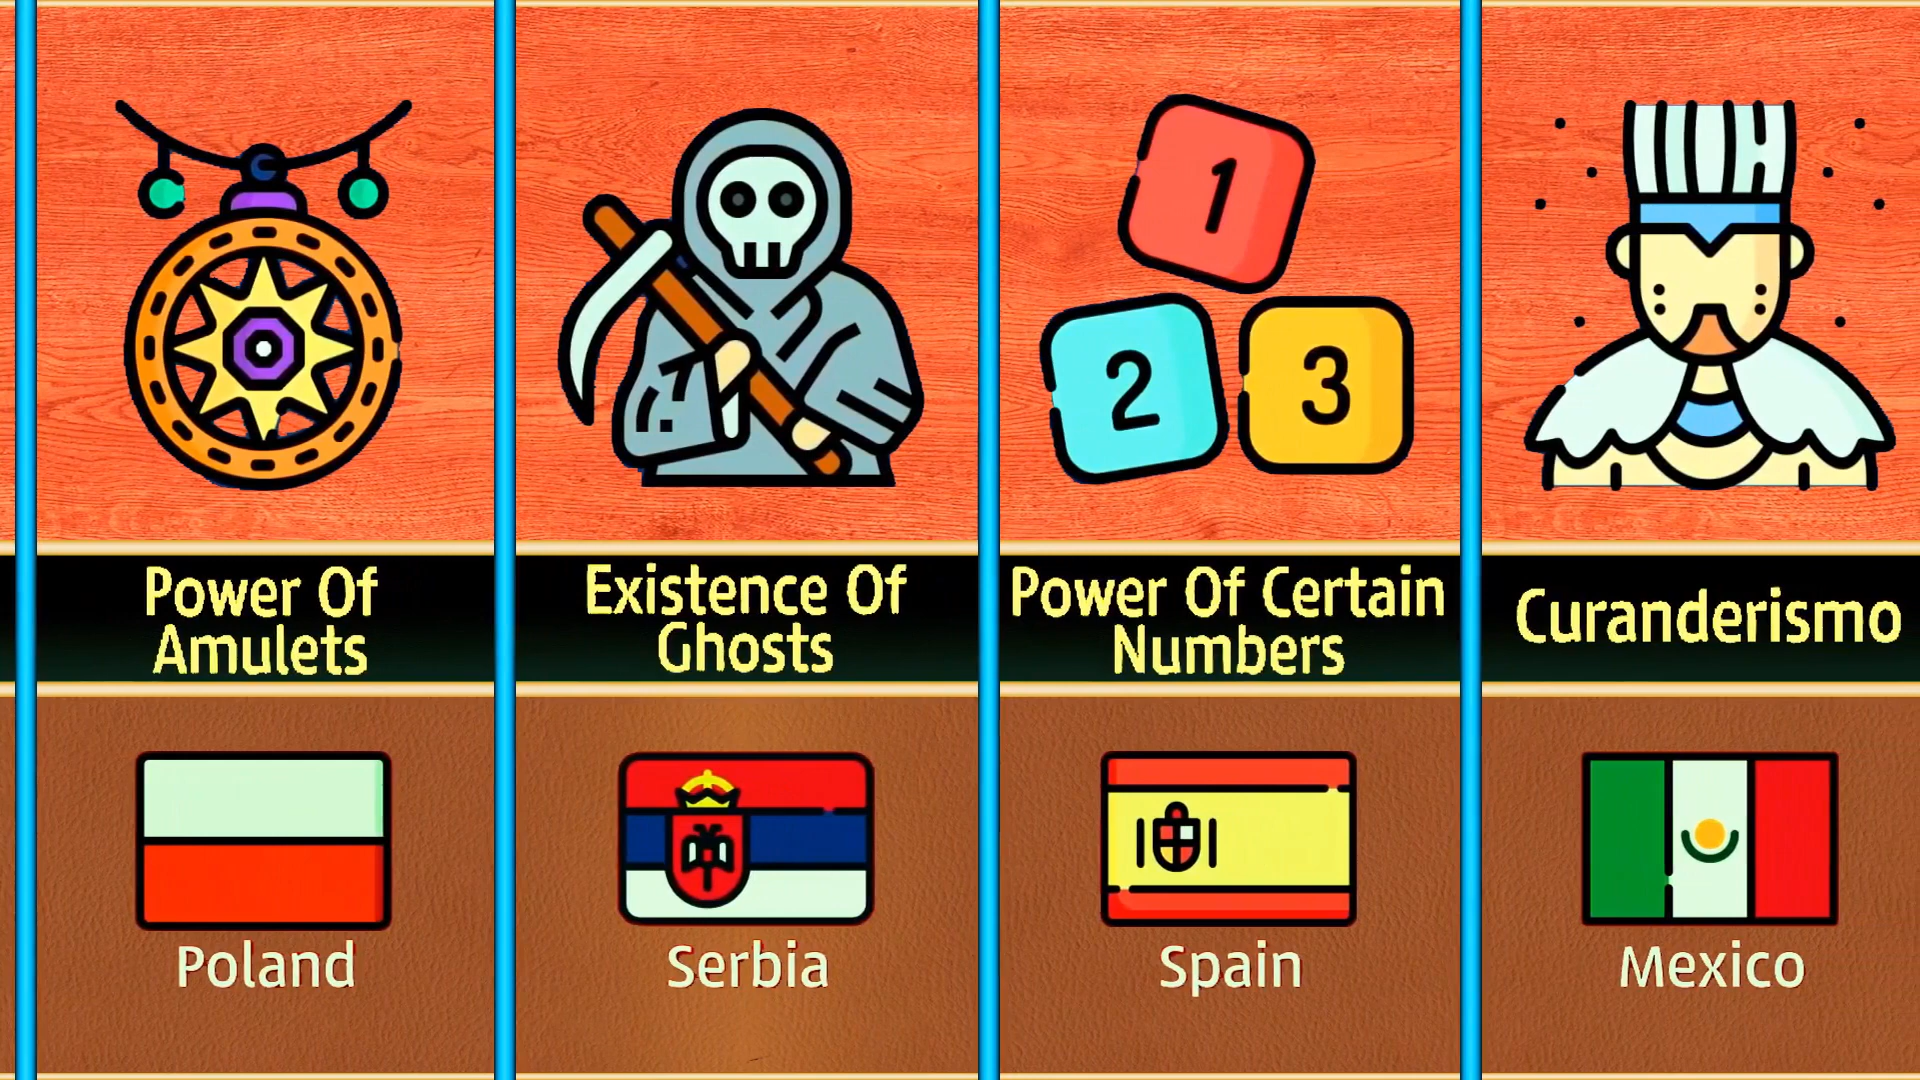 1
2
3
Power Of
Amulets
Existence Of
Ghosts
Power Of Certain
Numbers
Curanderismo
Poland
Serbia
Spain
Mexico